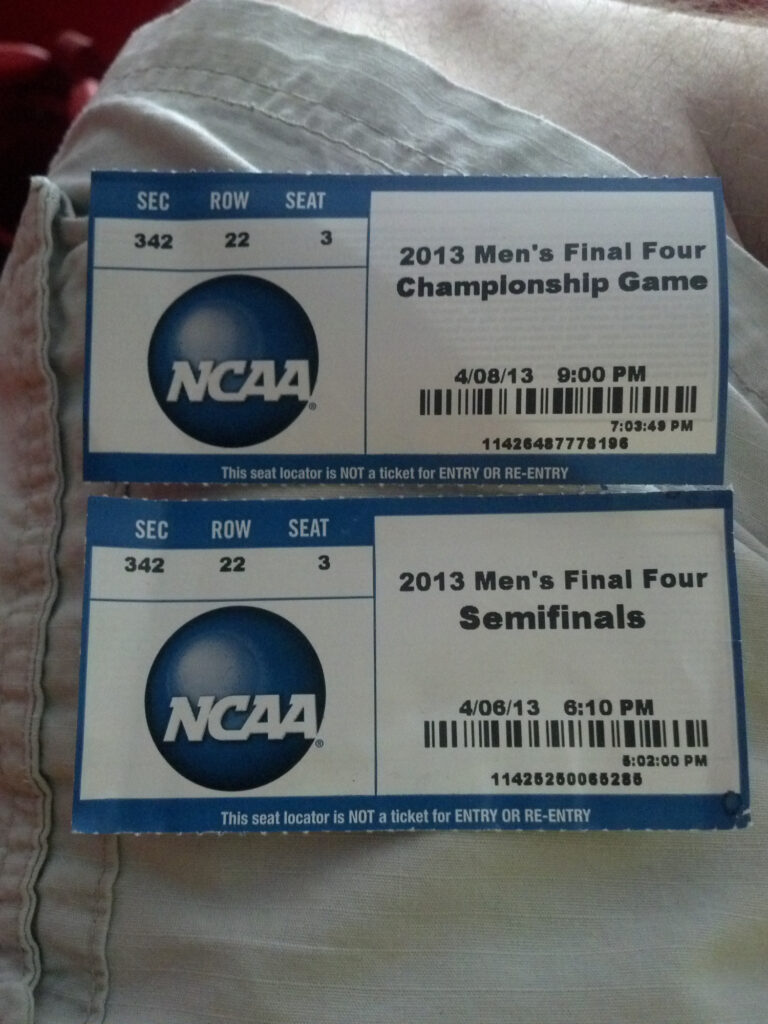 SEC ROW SEAT
342 22 3
NCAA®
2013 Men's Final Four
Championship Game
4/08/13 9:00 PM
7:03:49 PM
11426487778196
This seat locator is NOT a ticket for ENTRY OR RE-ENTRY
SEC ROW SEAT
342 22 3
NCAA®
2013 Men's Final Four
Semifinals
4/06/13 6:10 PM
5:02:00 PM
11425250065285
This seat locator is NOT a ticket for ENTRY OR RE-ENTRY